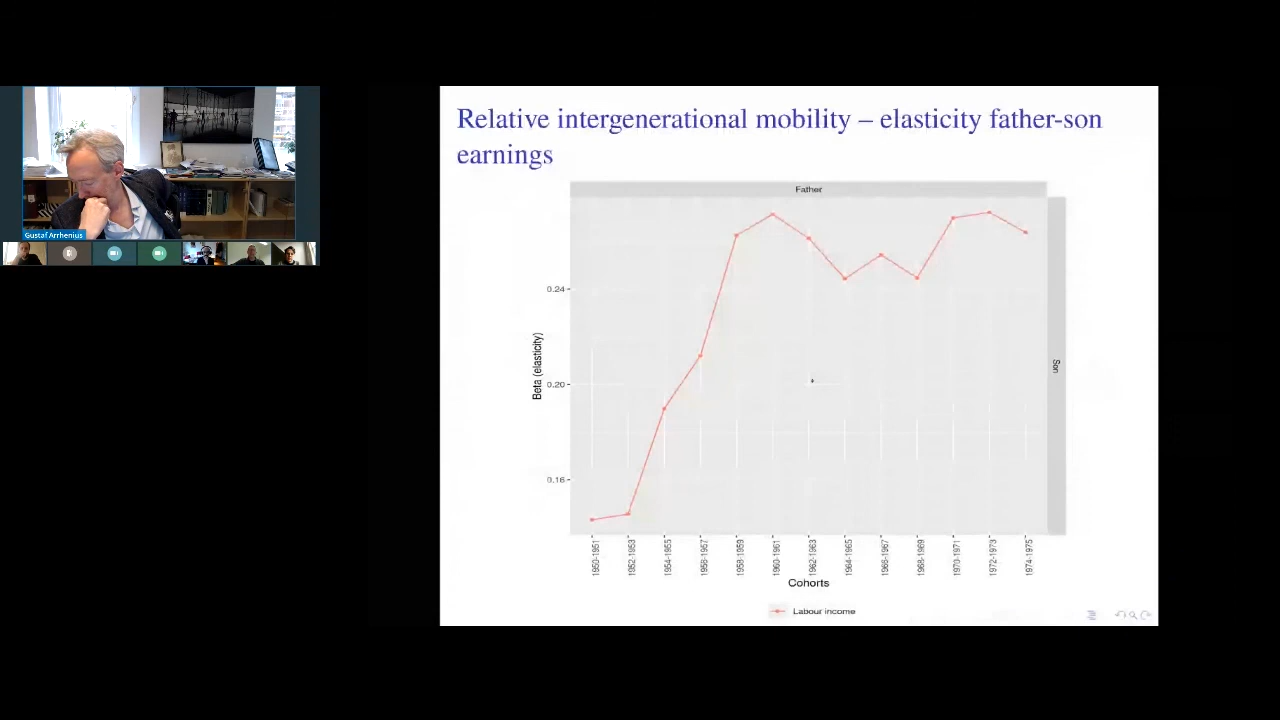 Gustaf Arrhenius
Relative intergenerational mobility – elasticity father-son
earnings
Father
Son
Beta (elasticity)
0.24
0.20
0.16
1950-1951
1952-1953
1954-1955
1956-1957
1958-1959
1960-1961
1962-1963
1964-1965
1966-1967
1968-1969
1970-1971
1972-1973
1974-1975
Cohorts
Labour income